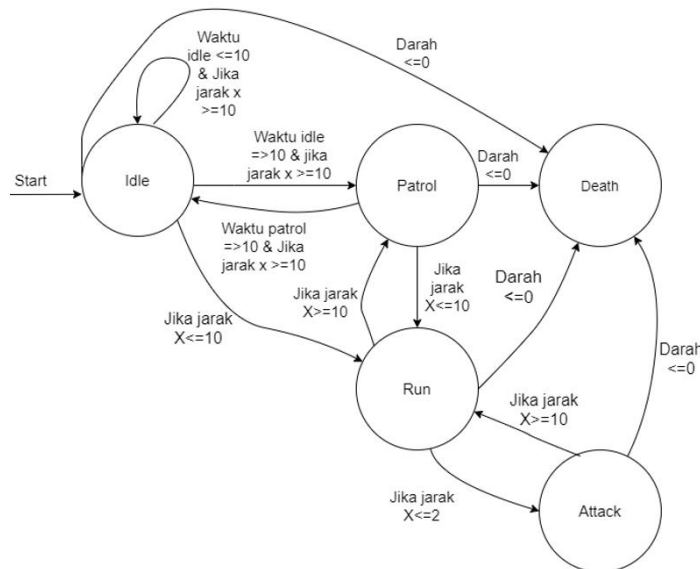 Waktu
idle <=10
& Jika
jarak x
>=10
Darah
<=0
Start
Idle
Waktu idle
=>10 & jika
jarak x >=10
Patrol
Darah
<=0
Death
Waktu patrol
=>10 & Jika
jarak x >=10
Jika jarak
X<=10
Jika jarak
X>=10
Jika
jarak
X<=10
Darah
<=0
Run
Jika jarak
X>=10
Darah
<=0
Jika jarak
X<=2
Attack